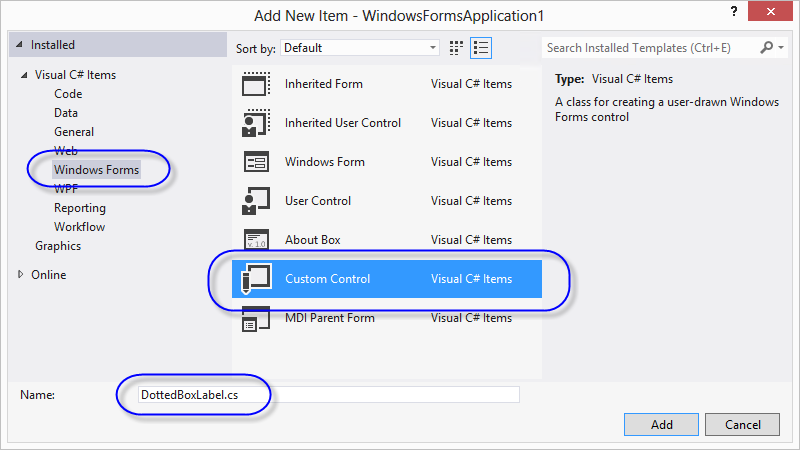 Add New Item - WindowsFormsApplication1
?
Installed
Sort by: Default
Search Installed Templates (Ctrl+E)
Visual C# Items
Code
Data
General
Web
Windows Forms
WPF
Reporting
Workflow
Graphics
Online
Inherited Form Visual C# Items
Inherited User Control Visual C# Items
Windows Form Visual C# Items
User Control Visual C# Items
v. 1.0
About Box Visual C# Items
Custom Control Visual C# Items
MDI Parent Form Visual C# Items
Type: Visual C# Items
A class for creating a user-drawn Windows
Forms control
Name: DottedBoxLabel.cs
Add Cancel